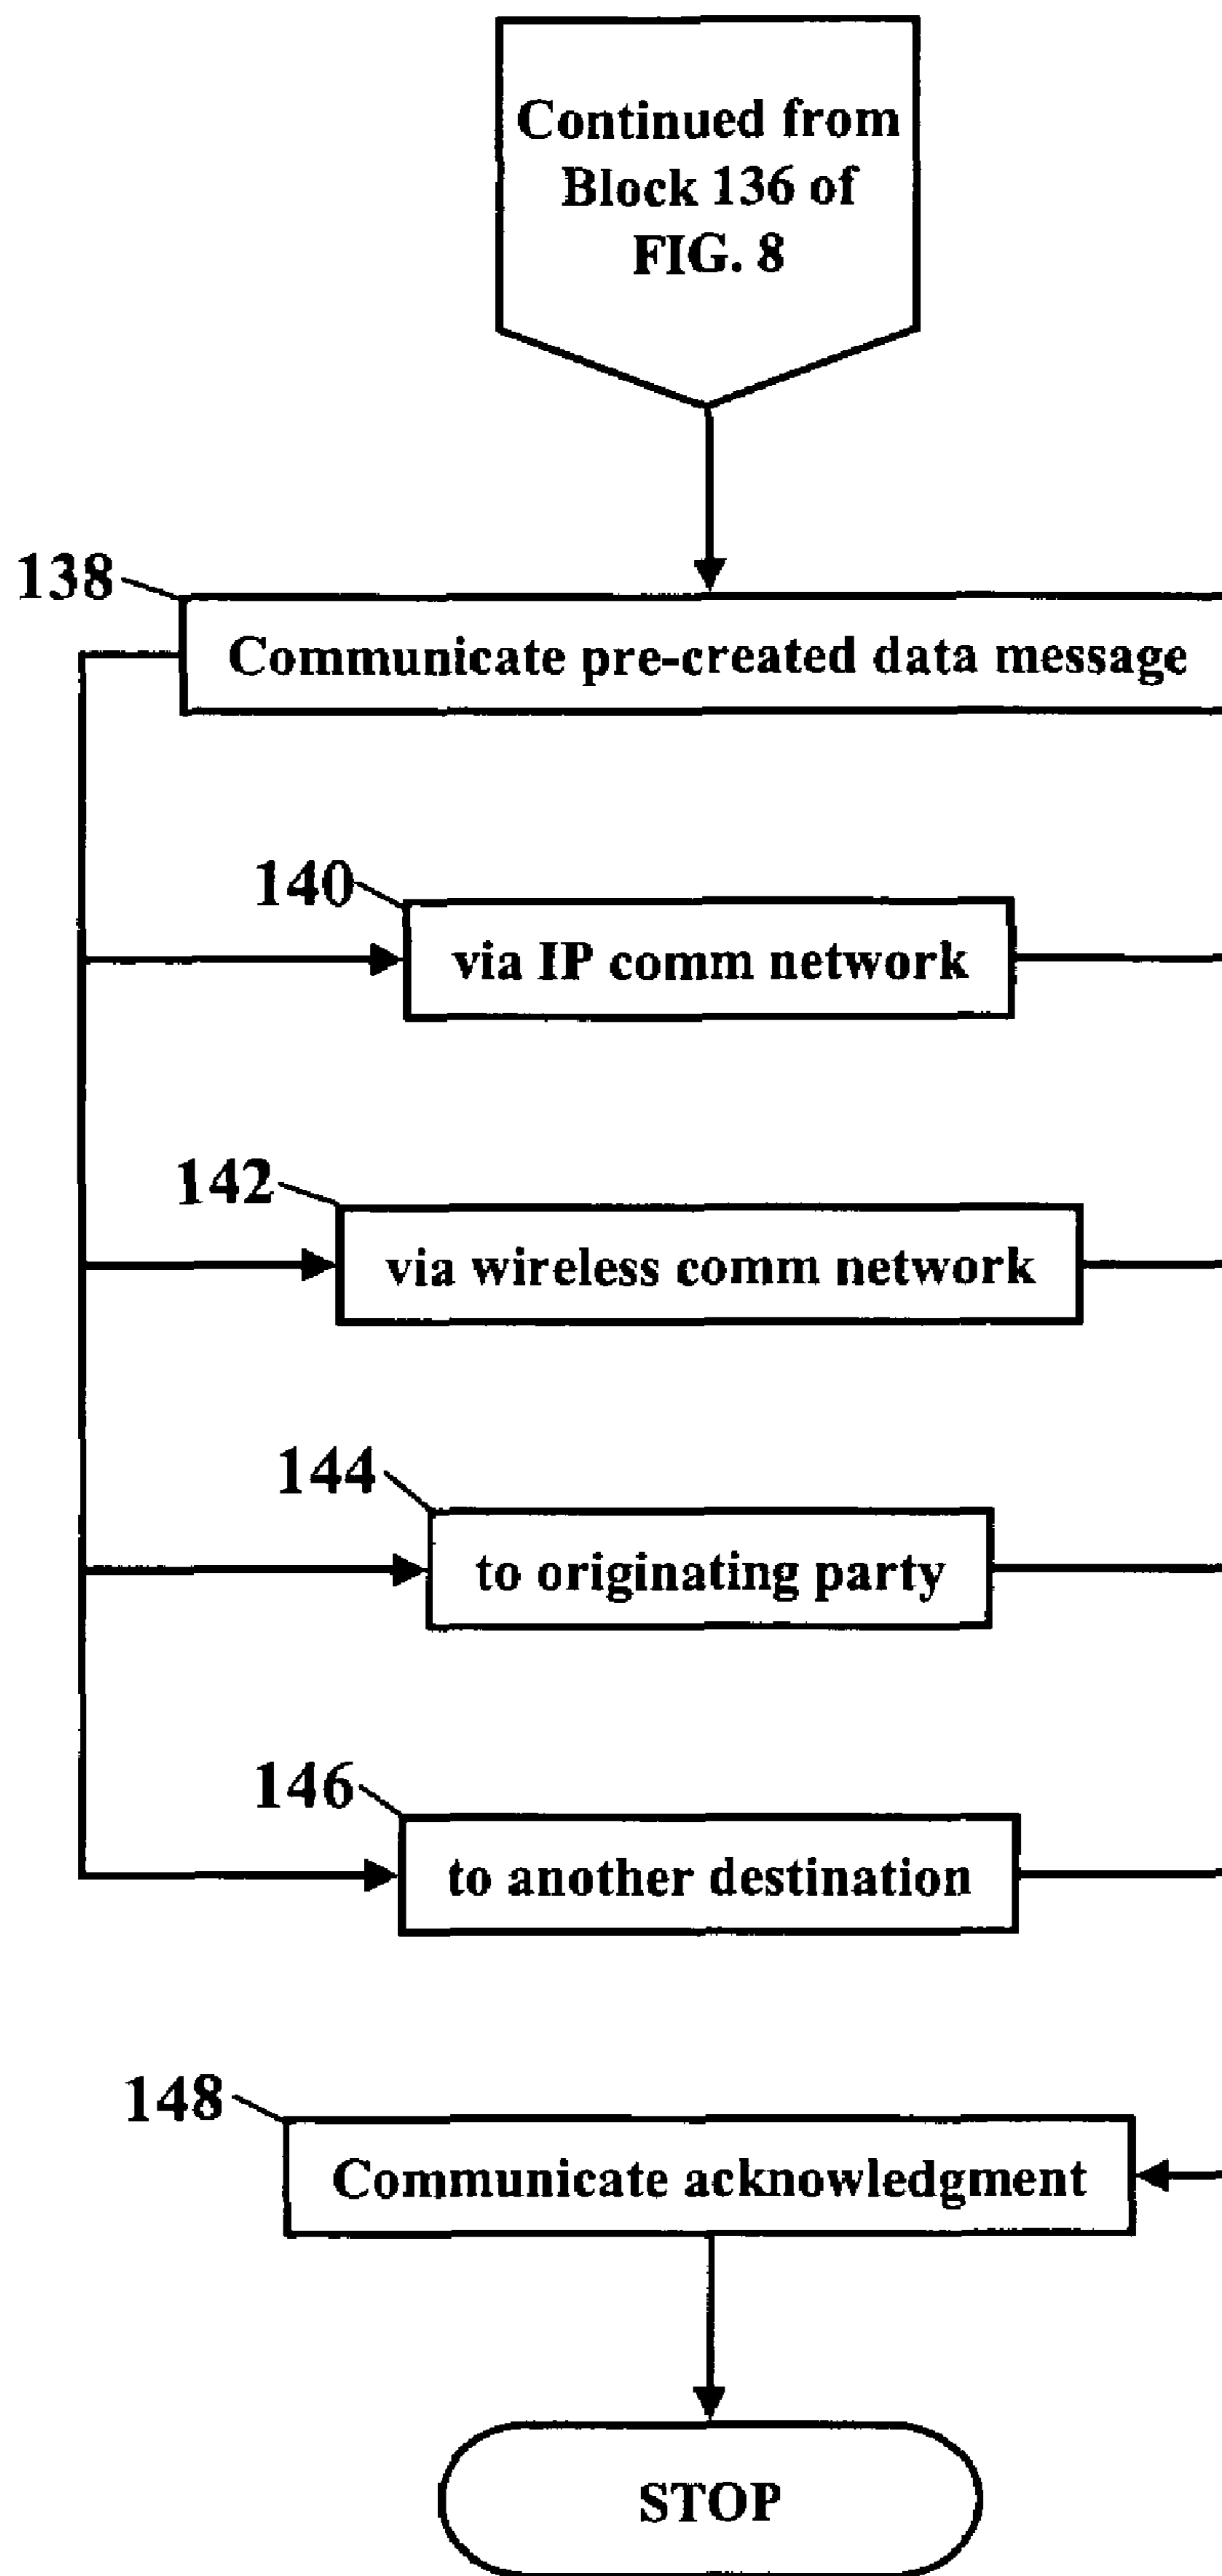 Continued from
Block 136 of
FIG. 8
138
Communicate pre-created data message
140
via IP comm network
142
via wireless comm network
144
to originating party
146
to another destination
148
Communicate acknowledgment
STOP